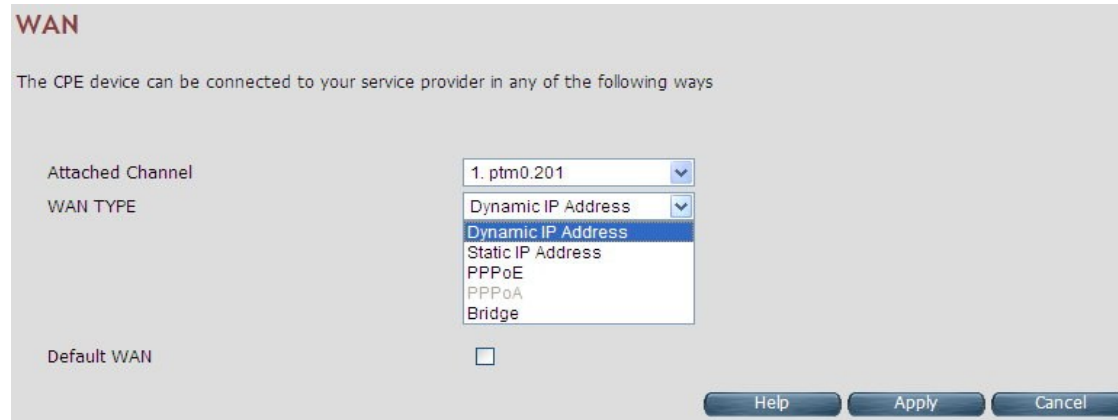 WAN
The CPE device can be connected to your service provider in any of the following ways
Attached Channel 1. ptm0.201
WAN TYPE Dynamic IP Address
Dynamic IP Address
Static IP Address
PPPoE
PPPoA
Bridge
Default WAN
Help Apply Cancel